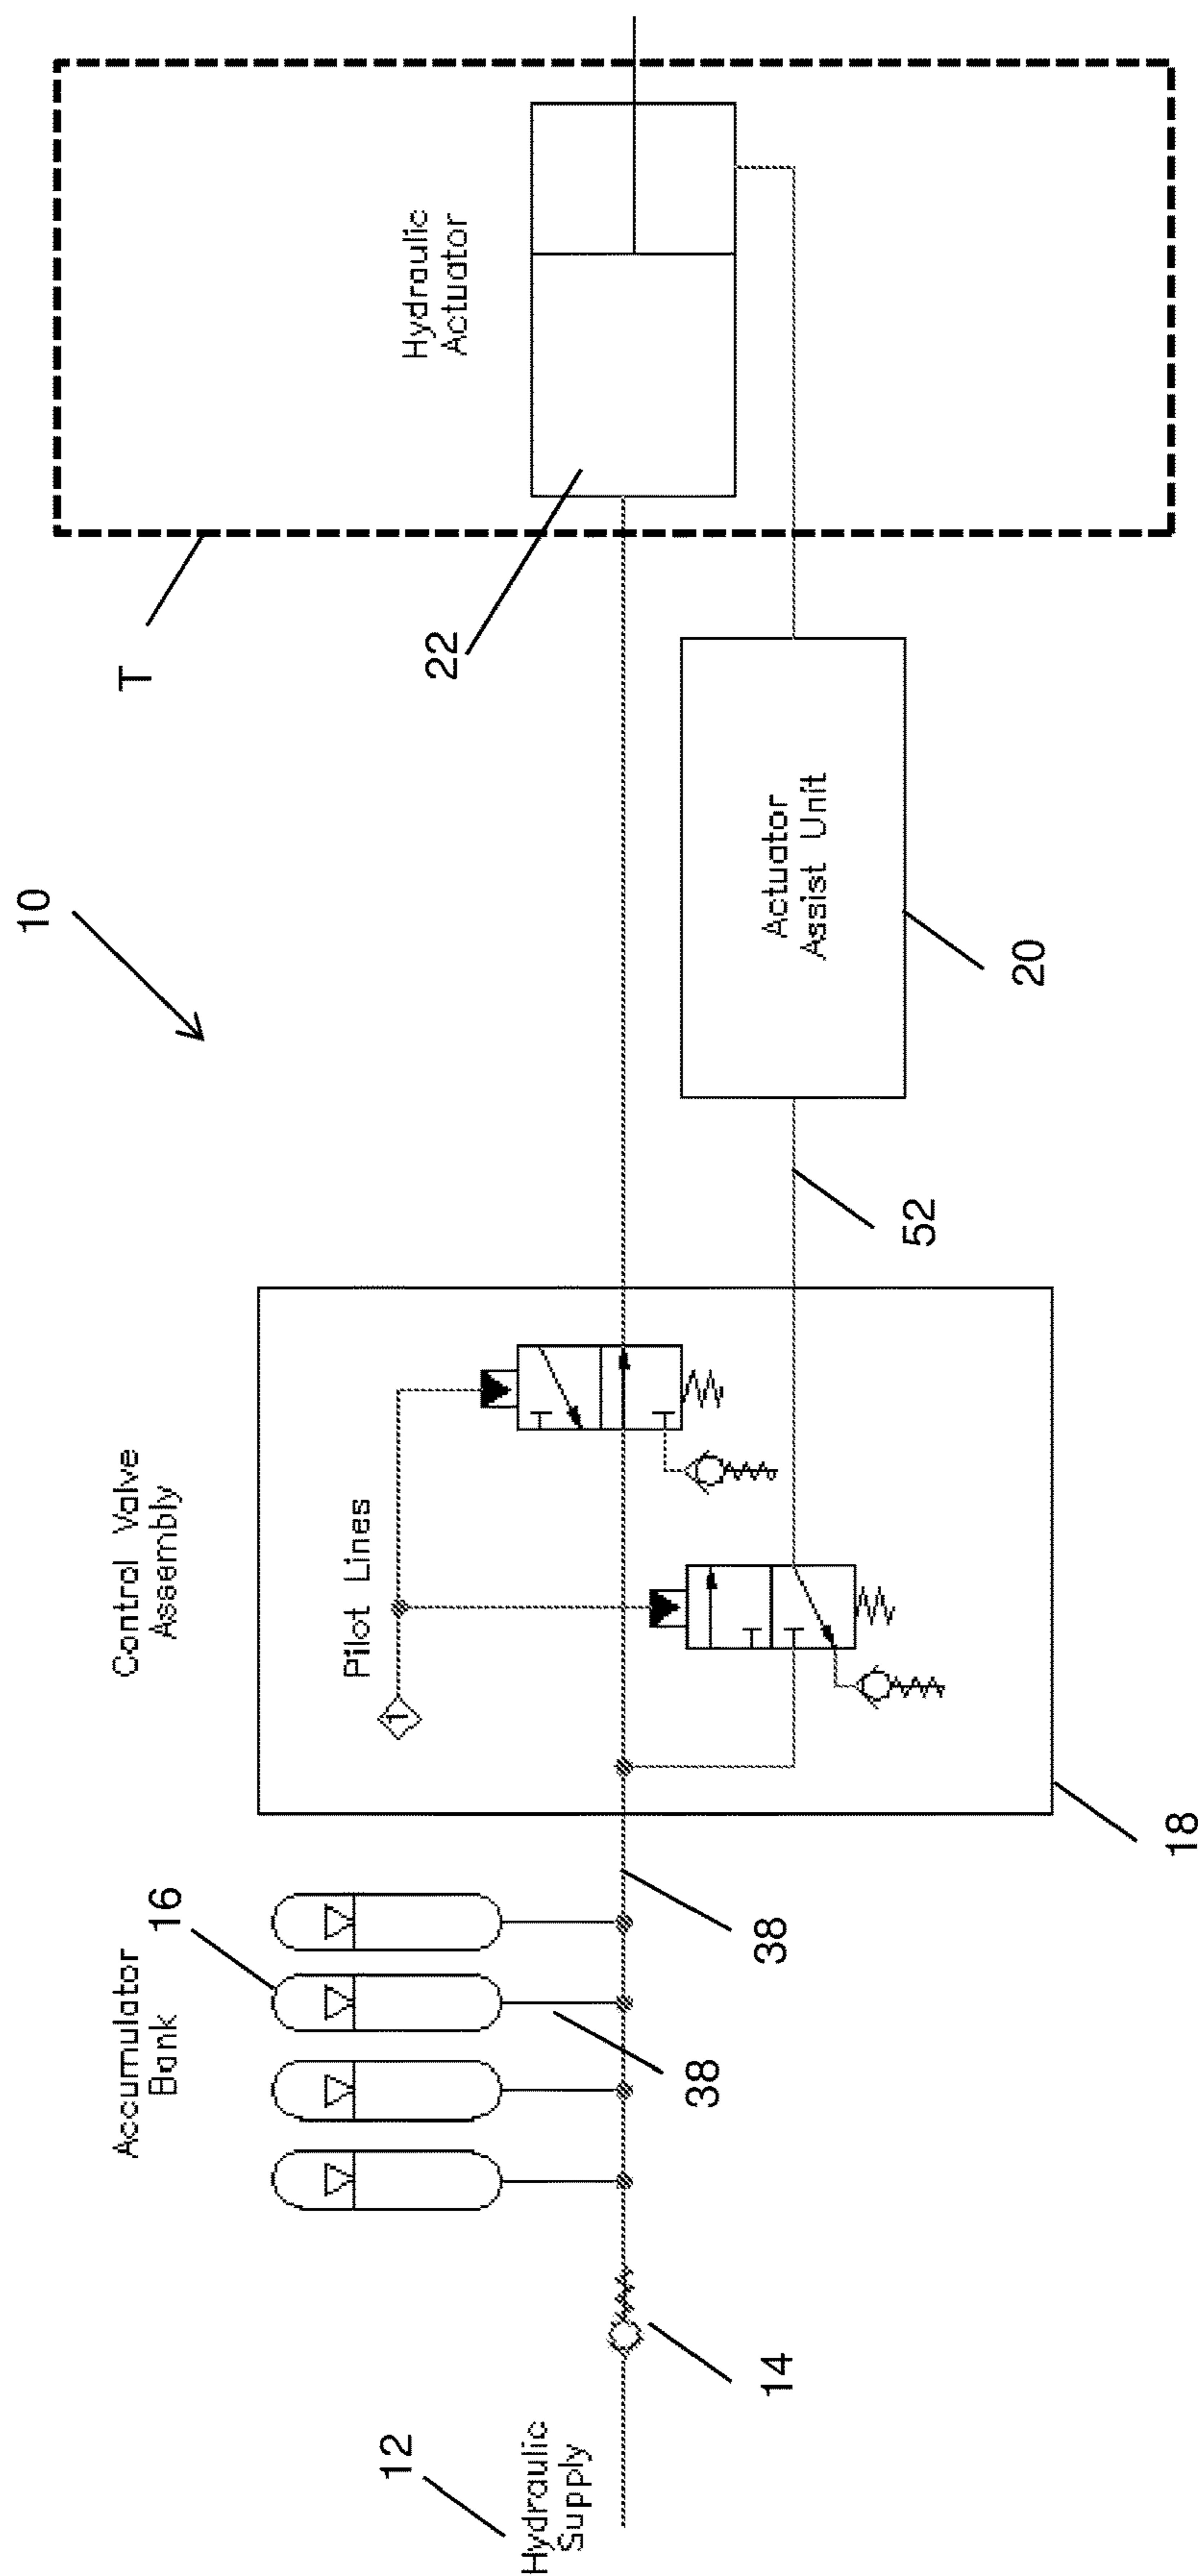 10
T
Hydraulic
Actuator
22
Control Valve
Assembly
Accumulator
Bank
16
Pilot Lines
1
12
Hydraulic
Supply
14
38
38
18
52
Actuator
Assist Unit
20